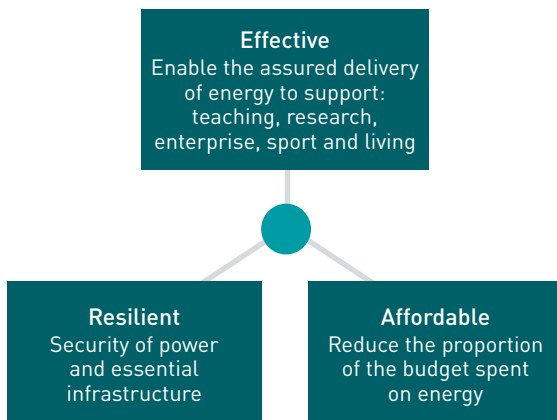 Effective
Enable the assured delivery
of energy to support:
teaching, research,
enterprise, sport and living
Resilient
Security of power
and essential
infrastructure
Affordable
Reduce the proportion
of the budget spent
on energy